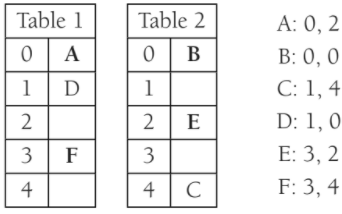 Table 1
0 A
1 D
2
3 F
4
Table 2
0 B
1
2 E
3
4 C
A: 0, 2
B: 0, 0
C: 1, 4
D: 1, 0
E: 3, 2
F: 3, 4